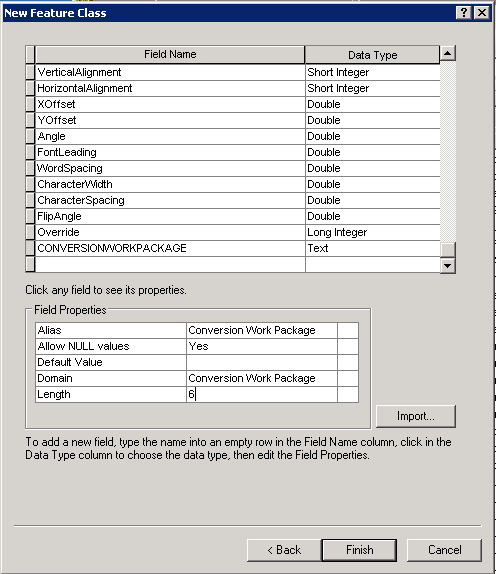 New Feature Class
Field Name Data Type
VerticalAlignment Short Integer
HorizontalAlignment Short Integer
XOffset Double
YOffset Double
Angle Double
FontLeading Double
WordSpacing Double
CharacterWidth Double
CharacterSpacing Double
FlipAngle Double
Override Long Integer
CONVERSIONWORKPACKAGE Text
Click any field to see its properties.
Field Properties
Alias Conversion Work Package
Allow NULL values Yes
Default Value
Domain Conversion Work Package
Length 6
Import...
To add a new field, type the name into an empty row in the Field Name column, click in the
Data Type column to choose the data type, then edit the Field Properties.
< Back Finish Cancel